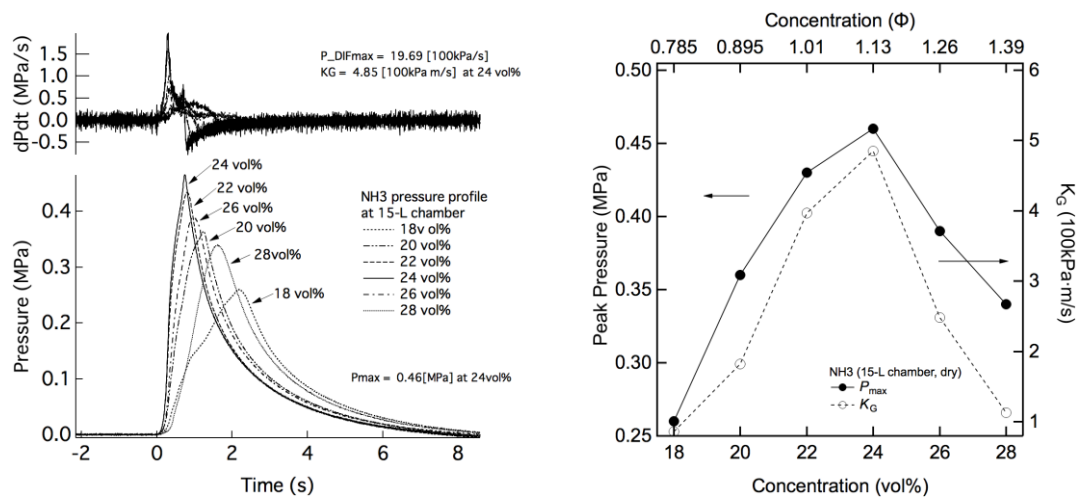 dPdt (MPa/s)
1.5
1.0
0.5
0.0
-0.5
P_DIFmax = 19.69 [100kPa/s]
KG = 4.85 [100kPa m/s] at 24 vol%
Pressure (MPa)
0.4
0.3
0.2
0.1
0.0
24 vol%
22 vol%
26 vol%
20 vol%
28vol%
18 vol%
NH3 pressure profile
at 15-L chamber
18v ol%
20 vol%
22 vol%
24 vol%
26 vol%
28 vol%
Pmax = 0.46[MPa] at 24vol%
-2 0 2 4 6 8
Time (s)
Concentration (Φ)
0.785 0.895 1.01 1.13 1.26 1.39
Peak Pressure (MPa)
0.50
0.45
0.40
0.35
0.30
0.25
6
5
4
3
2
1
K_G (100kPa·m/s)
NH3 (15-L chamber, dry)
P_max
K_G
18 20 22 24 26 28
Concentration (vol%)